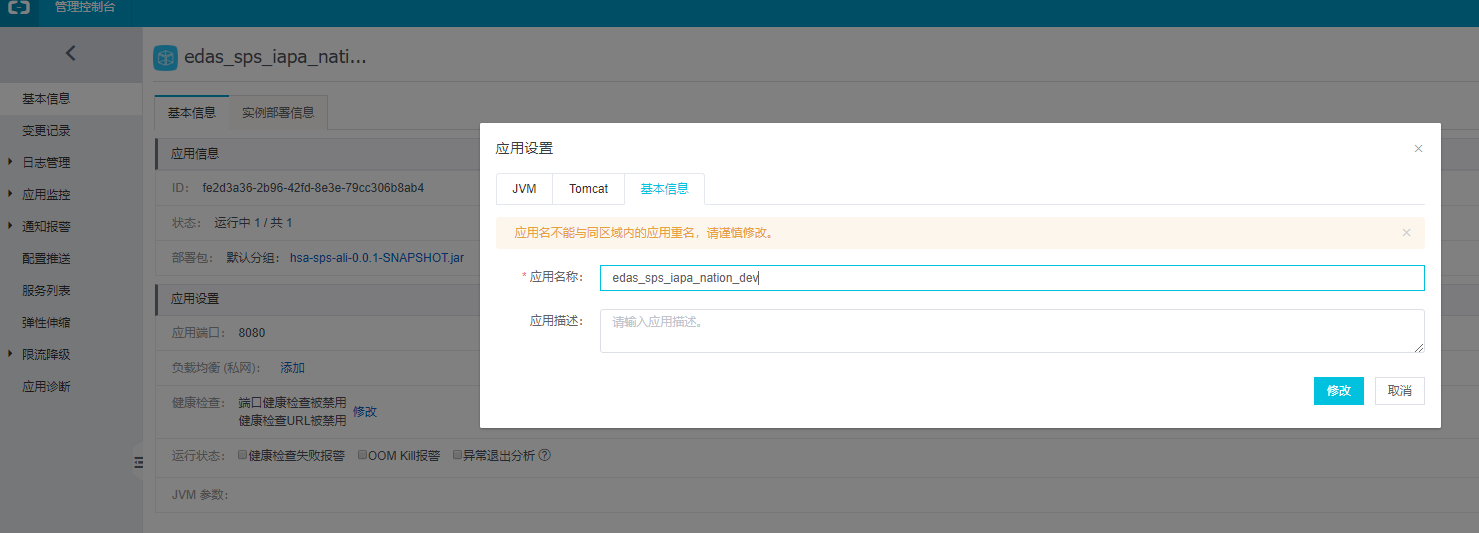 管理控制台
edas_sps_iapa_nati...
基本信息
变更记录
日志管理
应用监控
通知报警
配置推送
服务列表
弹性伸缩
限流降级
应用诊断
基本信息 实例部署信息
应用信息
ID： fe2d3a36-2b96-42fd-8e3e-79cc306b8ab4
状态： 运行中 1 / 共 1
部署包： 默认分组： hsa-sps-ali-0.0.1-SNAPSHOT.jar
应用设置
应用端口： 8080
负载均衡 (私网)： 添加
健康检查： 端口健康检查被禁用
健康检查URL被禁用 修改
运行状态： 健康检查失败报警 OOM Kill报警 异常退出分析 ?
JVM 参数：
应用设置 ×
JVM Tomcat 基本信息
应用名不能与同区域内的应用重名，请谨慎修改。 ×
* 应用名称： edas_sps_iapa_nation_dev
应用描述： 请输入应用描述。
修改 取消